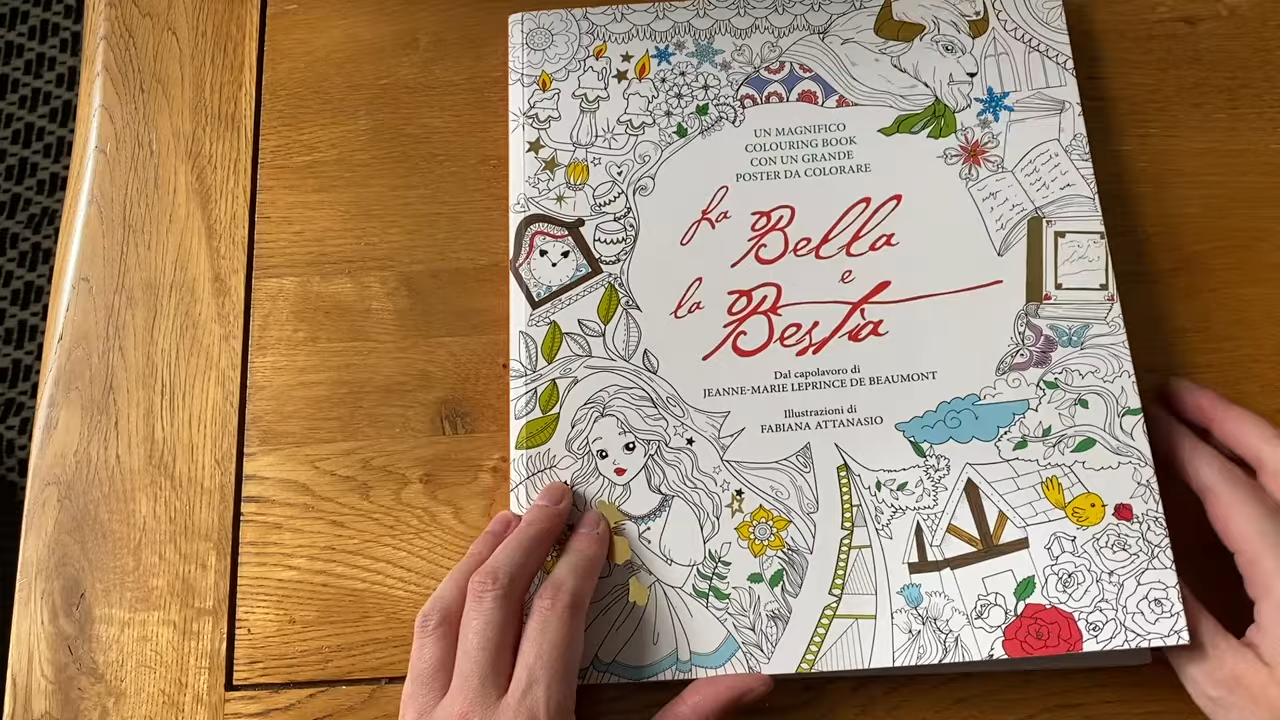 UN MAGNIFICO
COLOURING BOOK
CON UN GRANDE
POSTER DA COLORARE
La Bella
e
la Bestia
Dal capolavoro di
JEANNE-MARIE LEPRINCE DE BEAUMONT
Illustrazioni di
FABIANA ATTANASIO